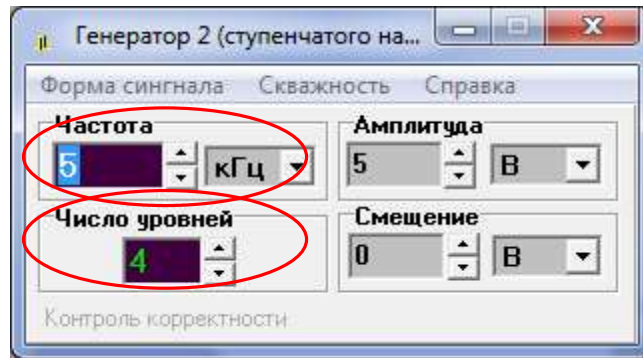 Генератор 2 (ступенчатого на...
Форма сингнала Скважность Справка
Частота Амплитуда
5 кГц 5 В
Число уровней Смещение
4 0 В
Контроль корректности